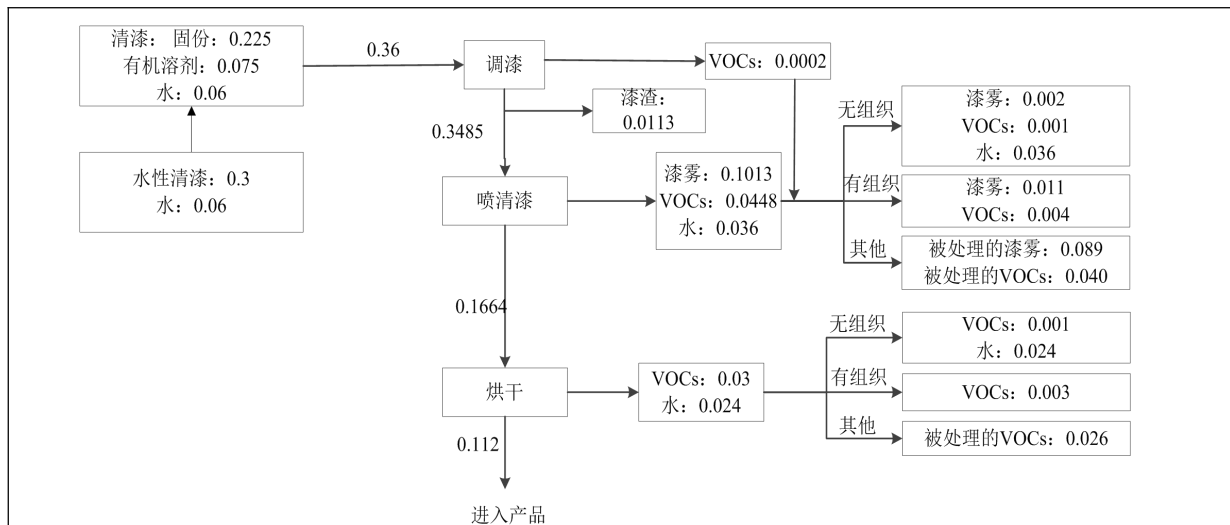 清漆： 固份：0.225
有机溶剂：0.075
水：0.06
0.36
调漆
VOCs：0.0002
漆渣：
0.0113
水性清漆：0.3
水：0.06
0.3485
喷清漆
漆雾：0.1013
VOCs：0.0448
水：0.036
无组织
漆雾：0.002
VOCs：0.001
水：0.036
有组织
漆雾：0.011
VOCs：0.004
其他
被处理的漆雾：0.089
被处理的VOCs：0.040
0.1664
烘干
VOCs：0.03
水：0.024
无组织
VOCs：0.001
水：0.024
有组织
VOCs：0.003
其他
被处理的VOCs：0.026
0.112
进入产品